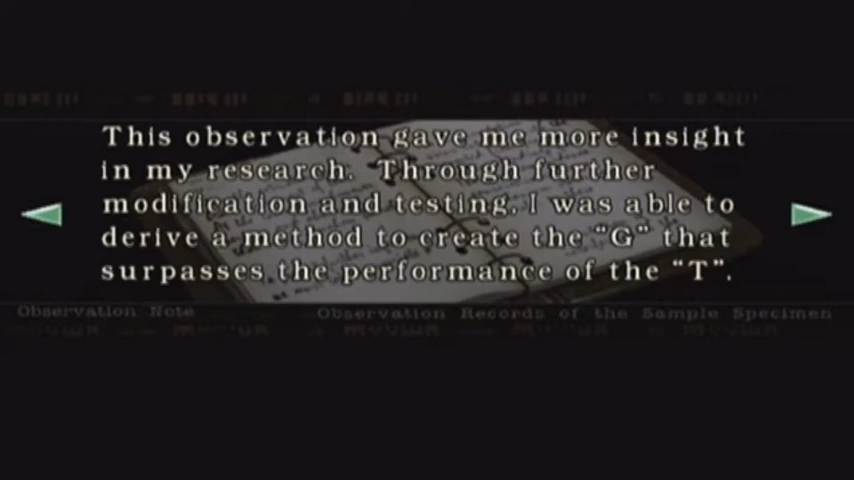 This observation gave me more insight
in my research. Through further
modification and testing, I was able to
derive a method to create the "G" that
surpasses the performance of the "T".
Observation Note
Observation Records of the Sample Specimen